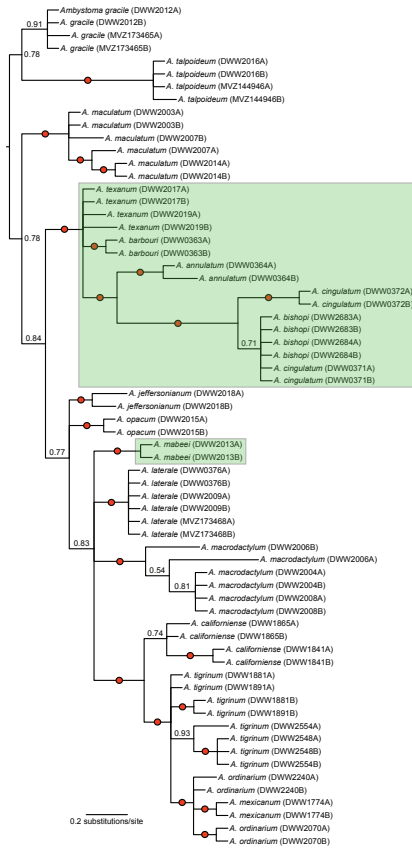 Ambystoma gracile (DWW2012A)
0.91
A. gracile (DWW2012B)
A. gracile (MVZ173465A)
A. gracile (MVZ173465B)
0.78
A. talpoideum (DWW2016A)
A. talpoideum (DWW2016B)
A. talpoideum (MVZ144946A)
A. talpoideum (MVZ144946B)
A. maculatum (DWW2003A)
A. maculatum (DWW2003B)
A. maculatum (DWW2007B)
A. maculatum (DWW2007A)
A. maculatum (DWW2014A)
A. maculatum (DWW2014B)
A. texanum (DWW2017A)
A. texanum (DWW2017B)
A. texanum (DWW2019A)
A. texanum (DWW2019B)
0.78
A. barbouri (DWW0363A)
A. barbouri (DWW0363B)
A. annulatum (DWW0364A)
A. annulatum (DWW0364B)
A. cingulatum (DWW0372A)
A. cingulatum (DWW0372B)
A. bishopi (DWW2683A)
A. bishopi (DWW2683B)
0.84
A. bishopi (DWW2684A)
0.71
A. bishopi (DWW2684B)
A. cingulatum (DWW0371A)
A. cingulatum (DWW0371B)
A. jeffersonianum (DWW2018A)
A. jeffersonianum (DWW2018B)
A. opacum (DWW2015A)
A. opacum (DWW2015B)
A. mabeei (DWW2013A)
0.77
A. mabeei (DWW2013B)
A. laterale (DWW0376A)
A. laterale (DWW0376B)
A. laterale (DWW2009A)
A. laterale (DWW2009B)
A. laterale (MVZ173468A)
A. laterale (MVZ173468B)
0.83
A. macrodactylum (DWW2006B)
A. macrodactylum (DWW2006A)
0.54
A. macrodactylum (DWW2004A)
A. macrodactylum (DWW2004B)
0.81
A. macrodactylum (DWW2008A)
A. macrodactylum (DWW2008B)
A. californiense (DWW1865A)
0.74
A. californiense (DWW1865B)
A. californiense (DWW1841A)
A. californiense (DWW1841B)
A. tigrinum (DWW1881A)
A. tigrinum (DWW1891A)
A. tigrinum (DWW1881B)
A. tigrinum (DWW1891B)
A. tigrinum (DWW2554A)
0.93
A. tigrinum (DWW2548A)
A. tigrinum (DWW2548B)
A. tigrinum (DWW2554B)
A. ordinarium (DWW2240A)
A. ordinarium (DWW2240B)
A. mexicanum (DWW1774A)
A. mexicanum (DWW1774B)
A. ordinarium (DWW2070A)
A. ordinarium (DWW2070B)
0.2 substitutions/site